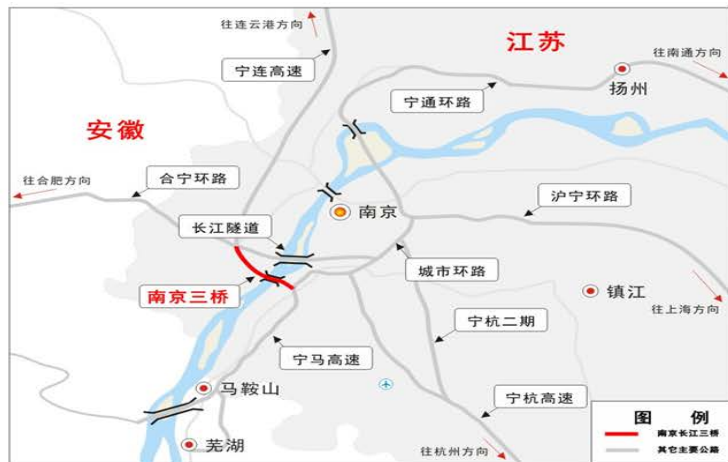 往连云港方向
江苏
往南通方向
宁连高速
扬州
宁通环路
安徽
往合肥方向
合宁环路
沪宁环路
南京
长江隧道
城市环路
南京三桥
镇江
往上海方向
宁杭二期
宁马高速
马鞍山
宁杭高速
芜湖
往杭州方向
图 例
南京长江三桥
其它主要公路